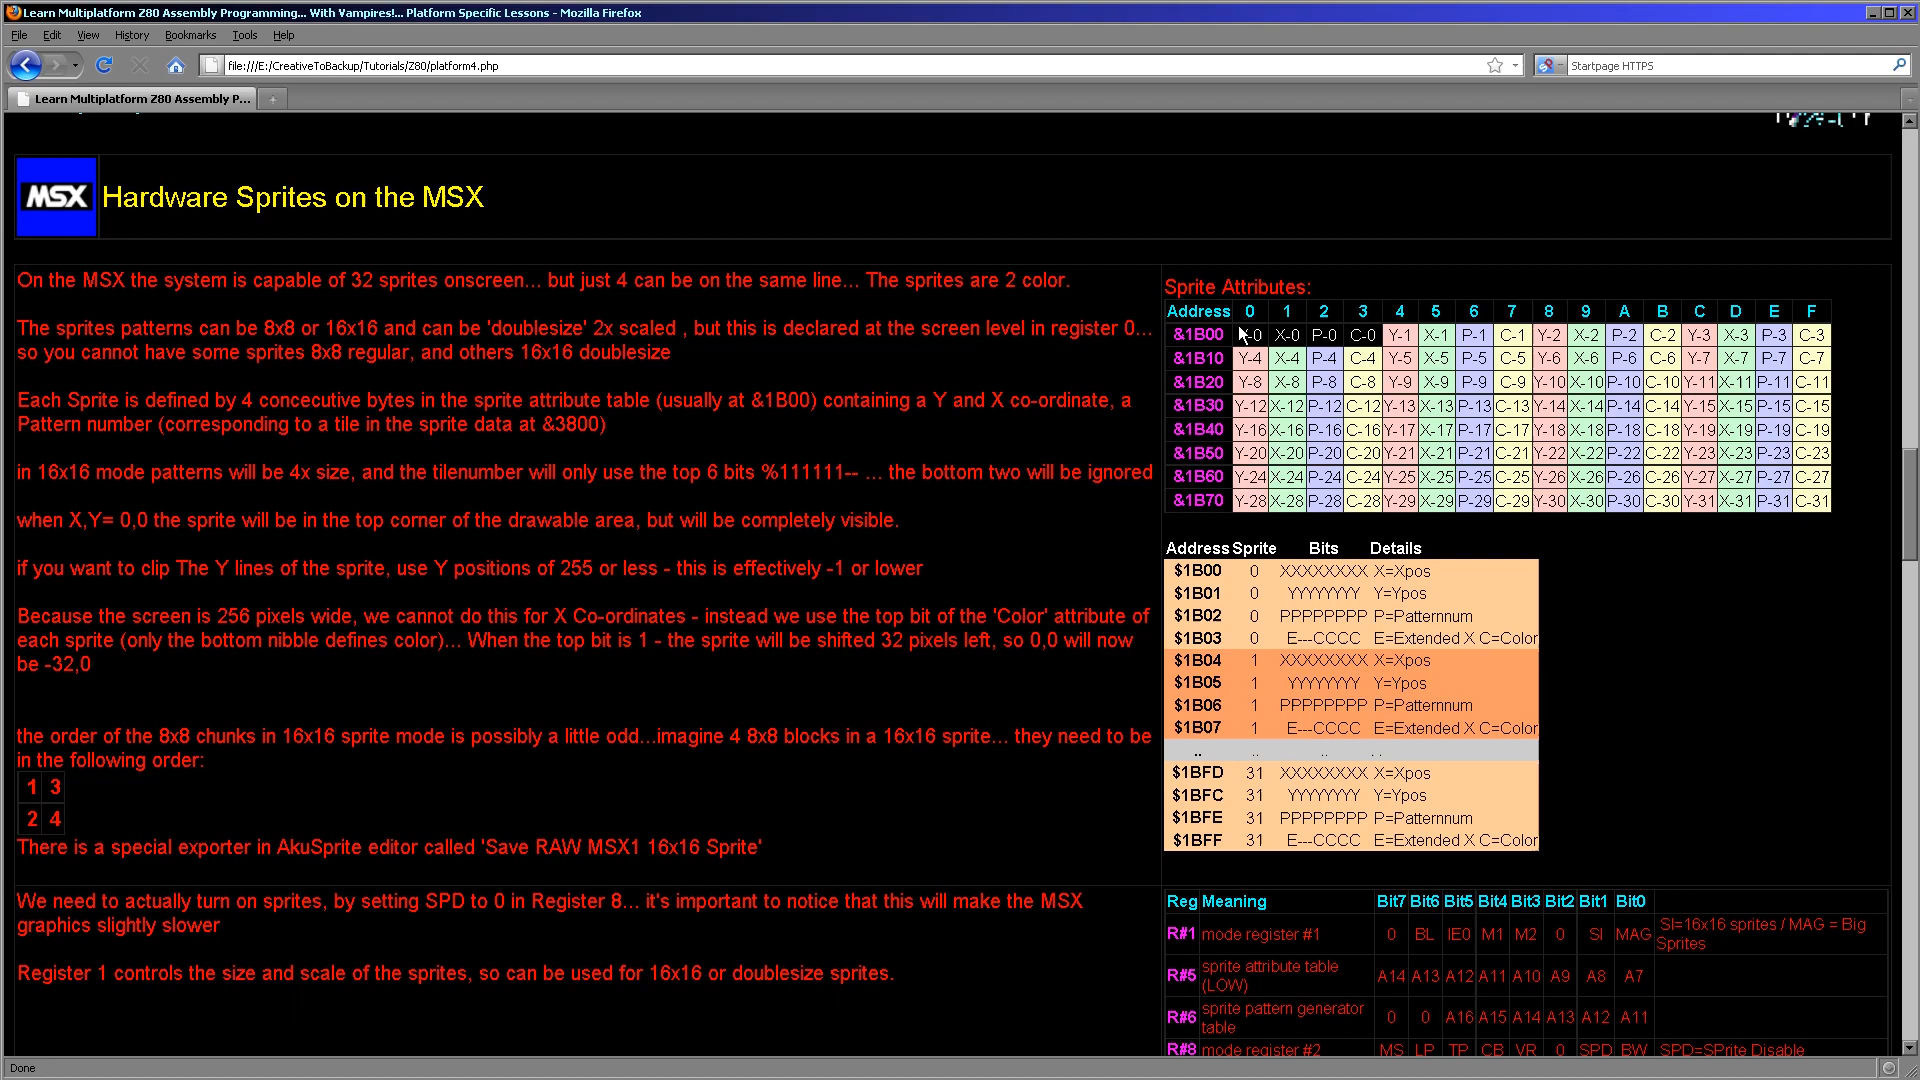 Learn Multiplatform Z80 Assembly Programming... With Vampires!... Platform Specific Lessons - Mozilla Firefox
File Edit View History Bookmarks Tools Help
file:///E:/CreativeToBackup/Tutorials/Z80/platform4.php
Startpage HTTPS
Learn Multiplatform Z80 Assembly P...
MSX
Hardware Sprites on the MSX
On the MSX the system is capable of 32 sprites onscreen... but just 4 can be on the same line... The sprites are 2 color.
The sprites patterns can be 8x8 or 16x16 and can be 'doublesize' 2x scaled , but this is declared at the screen level in register 0...
so you cannot have some sprites 8x8 regular, and others 16x16 doublesize
Each Sprite is defined by 4 concecutive bytes in the sprite attribute table (usually at &1B00) containing a Y and X co-ordinate, a
Pattern number (corresponding to a tile in the sprite data at &3800)
in 16x16 mode patterns will be 4x size, and the tilenumber will only use the top 6 bits %111111-- ... the bottom two will be ignored
when X,Y= 0,0 the sprite will be in the top corner of the drawable area, but will be completely visible.
if you want to clip The Y lines of the sprite, use Y positions of 255 or less - this is effectively -1 or lower
Because the screen is 256 pixels wide, we cannot do this for X Co-ordinates - instead we use the top bit of the 'Color' attribute of
each sprite (only the bottom nibble defines color)... When the top bit is 1 - the sprite will be shifted 32 pixels left, so 0,0 will now
be -32,0
the order of the 8x8 chunks in 16x16 sprite mode is possibly a little odd...imagine 4 8x8 blocks in a 16x16 sprite... they need to be
in the following order:
1 3
2 4
There is a special exporter in AkuSprite editor called 'Save RAW MSX1 16x16 Sprite'
We need to actually turn on sprites, by setting SPD to 0 in Register 8... it's important to notice that this will make the MSX
graphics slightly slower
Register 1 controls the size and scale of the sprites, so can be used for 16x16 or doublesize sprites.
Sprite Attributes:
Address 0 1 2 3 4 5 6 7 8 9 A B C D E F
&1B00 -0 X-0 P-0 C-0 Y-1 X-1 P-1 C-1 Y-2 X-2 P-2 C-2 Y-3 X-3 P-3 C-3
&1B10 Y-4 X-4 P-4 C-4 Y-5 X-5 P-5 C-5 Y-6 X-6 P-6 C-6 Y-7 X-7 P-7 C-7
&1B20 Y-8 X-8 P-8 C-8 Y-9 X-9 P-9 C-9 Y-10 X-10 P-10 C-10 Y-11 X-11 P-11 C-11
&1B30 Y-12 X-12 P-12 C-12 Y-13 X-13 P-13 C-13 Y-14 X-14 P-14 C-14 Y-15 X-15 P-15 C-15
&1B40 Y-16 X-16 P-16 C-16 Y-17 X-17 P-17 C-17 Y-18 X-18 P-18 C-18 Y-19 X-19 P-19 C-19
&1B50 Y-20 X-20 P-20 C-20 Y-21 X-21 P-21 C-21 Y-22 X-22 P-22 C-22 Y-23 X-23 P-23 C-23
&1B60 Y-24 X-24 P-24 C-24 Y-25 X-25 P-25 C-25 Y-26 X-26 P-26 C-26 Y-27 X-27 P-27 C-27
&1B70 Y-28 X-28 P-28 C-28 Y-29 X-29 P-29 C-29 Y-30 X-30 P-30 C-30 Y-31 X-31 P-31 C-31
Address Sprite Bits Details
$1B00 0 XXXXXXXX X=Xpos
$1B01 0 YYYYYYYY Y=Ypos
$1B02 0 PPPPPPPP P=Patternnum
$1B03 0 E---CCCC E=Extended X C=Color
$1B04 1 XXXXXXXX X=Xpos
$1B05 1 YYYYYYYY Y=Ypos
$1B06 1 PPPPPPPP P=Patternnum
$1B07 1 E---CCCC E=Extended X C=Color
.. .. .. ..
$1BFD 31 XXXXXXXX X=Xpos
$1BFC 31 YYYYYYYY Y=Ypos
$1BFE 31 PPPPPPPP P=Patternnum
$1BFF 31 E---CCCC E=Extended X C=Color
Reg Meaning Bit7 Bit6 Bit5 Bit4 Bit3 Bit2 Bit1 Bit0
R#1 mode register #1 0 BL IE0 M1 M2 0 SI MAG SI=16x16 sprites / MAG = Big
Sprites
R#5 sprite attribute table
(LOW) A14 A13 A12 A11 A10 A9 A8 A7
R#6 sprite pattern generator
table 0 0 A16 A15 A14 A13 A12 A11
R#8 mode register #2 MS LP TP CB VR 0 SPD BW SPD=SPrite Disable
Done